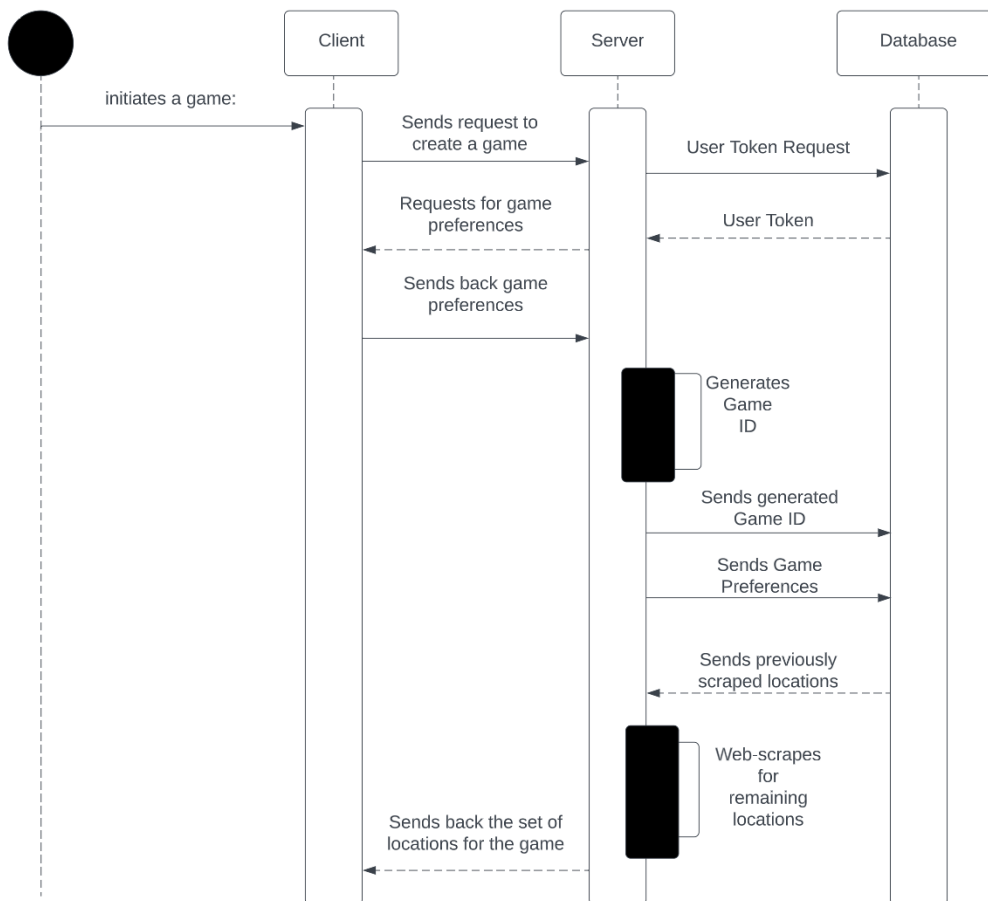 Client
Server
Database
initiates a game:
Sends request to
create a game
User Token Request
Requests for game
preferences
User Token
Sends back game
preferences
Generates
Game
ID
Sends generated
Game ID
Sends Game
Preferences
Sends previously
scraped locations
Web-scrapes
for
remaining
locations
Sends back the set of
locations for the game